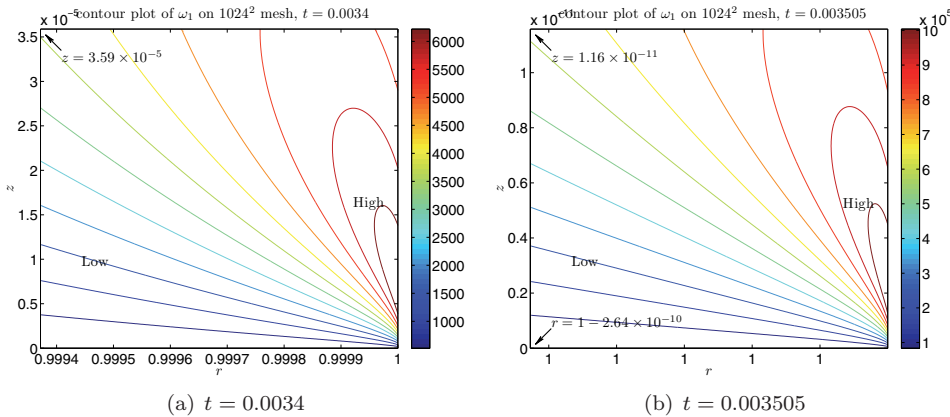 x 10⁻⁵
contour plot of ω₁ on 1024² mesh, t = 0.0034
3.5
3
2.5
2
1.5
1
0.5
0
z
z = 3.59 × 10⁻⁵
High
Low
0.9994 0.9995 0.9996 0.9997 0.9998 0.9999 1
r
6000
5500
5000
4500
4000
3500
3000
2500
2000
1500
1000
(a) t = 0.0034
contour plot of ω₁ on 1024² mesh, t = 0.003505
1
0.8
0.6
0.4
0.2
0
z
z = 1.16 × 10⁻¹¹
High
Low
r = 1 − 2.64 × 10⁻¹⁰
1 1 1 1
r
x 10⁵
10
9
8
7
6
5
4
3
2
1
(b) t = 0.003505